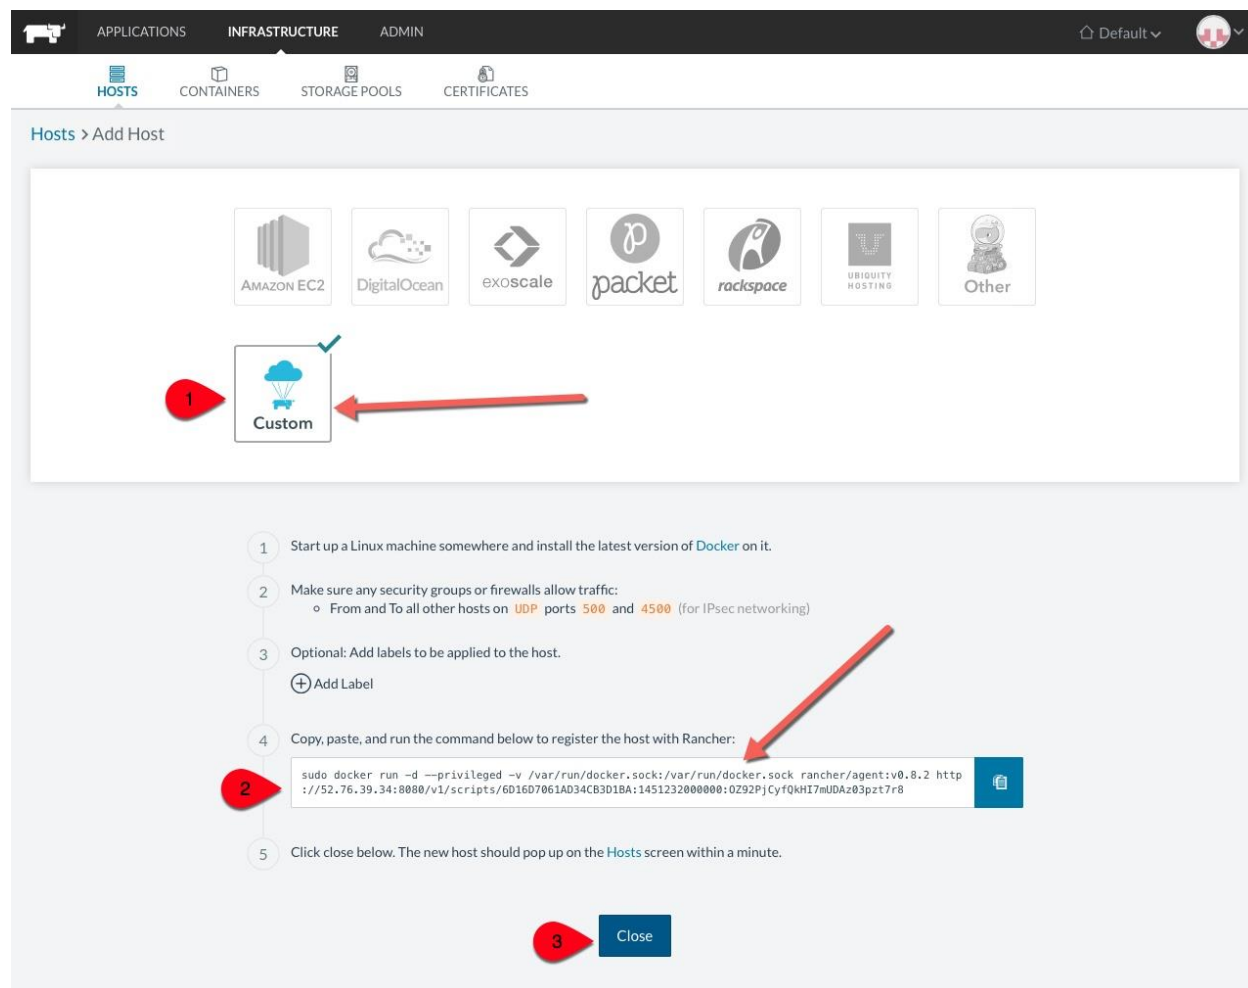 APPLICATIONS INFRASTRUCTURE ADMIN Default
HOSTS CONTAINERS STORAGE POOLS CERTIFICATES
Hosts > Add Host
AMAZON EC2 DigitalOcean exoscale packet rackspace UBIQUITY HOSTING Other
1
Custom
1 Start up a Linux machine somewhere and install the latest version of Docker on it.
2 Make sure any security groups or firewalls allow traffic:
From and To all other hosts on UDP ports 500 and 4500 (for IPsec networking)
3 Optional: Add labels to be applied to the host.
Add Label
4 Copy, paste, and run the command below to register the host with Rancher:
2
sudo docker run -d --privileged -v /var/run/docker.sock:/var/run/docker.sock rancher/agent:v0.8.2 http
://52.76.39.34:8080/v1/scripts/6D16D7061AD34CB3D1BA:1451232000000:OZ92PjCyfQkHI7mUDAz03pzt7r8
5 Click close below. The new host should pop up on the Hosts screen within a minute.
3 Close